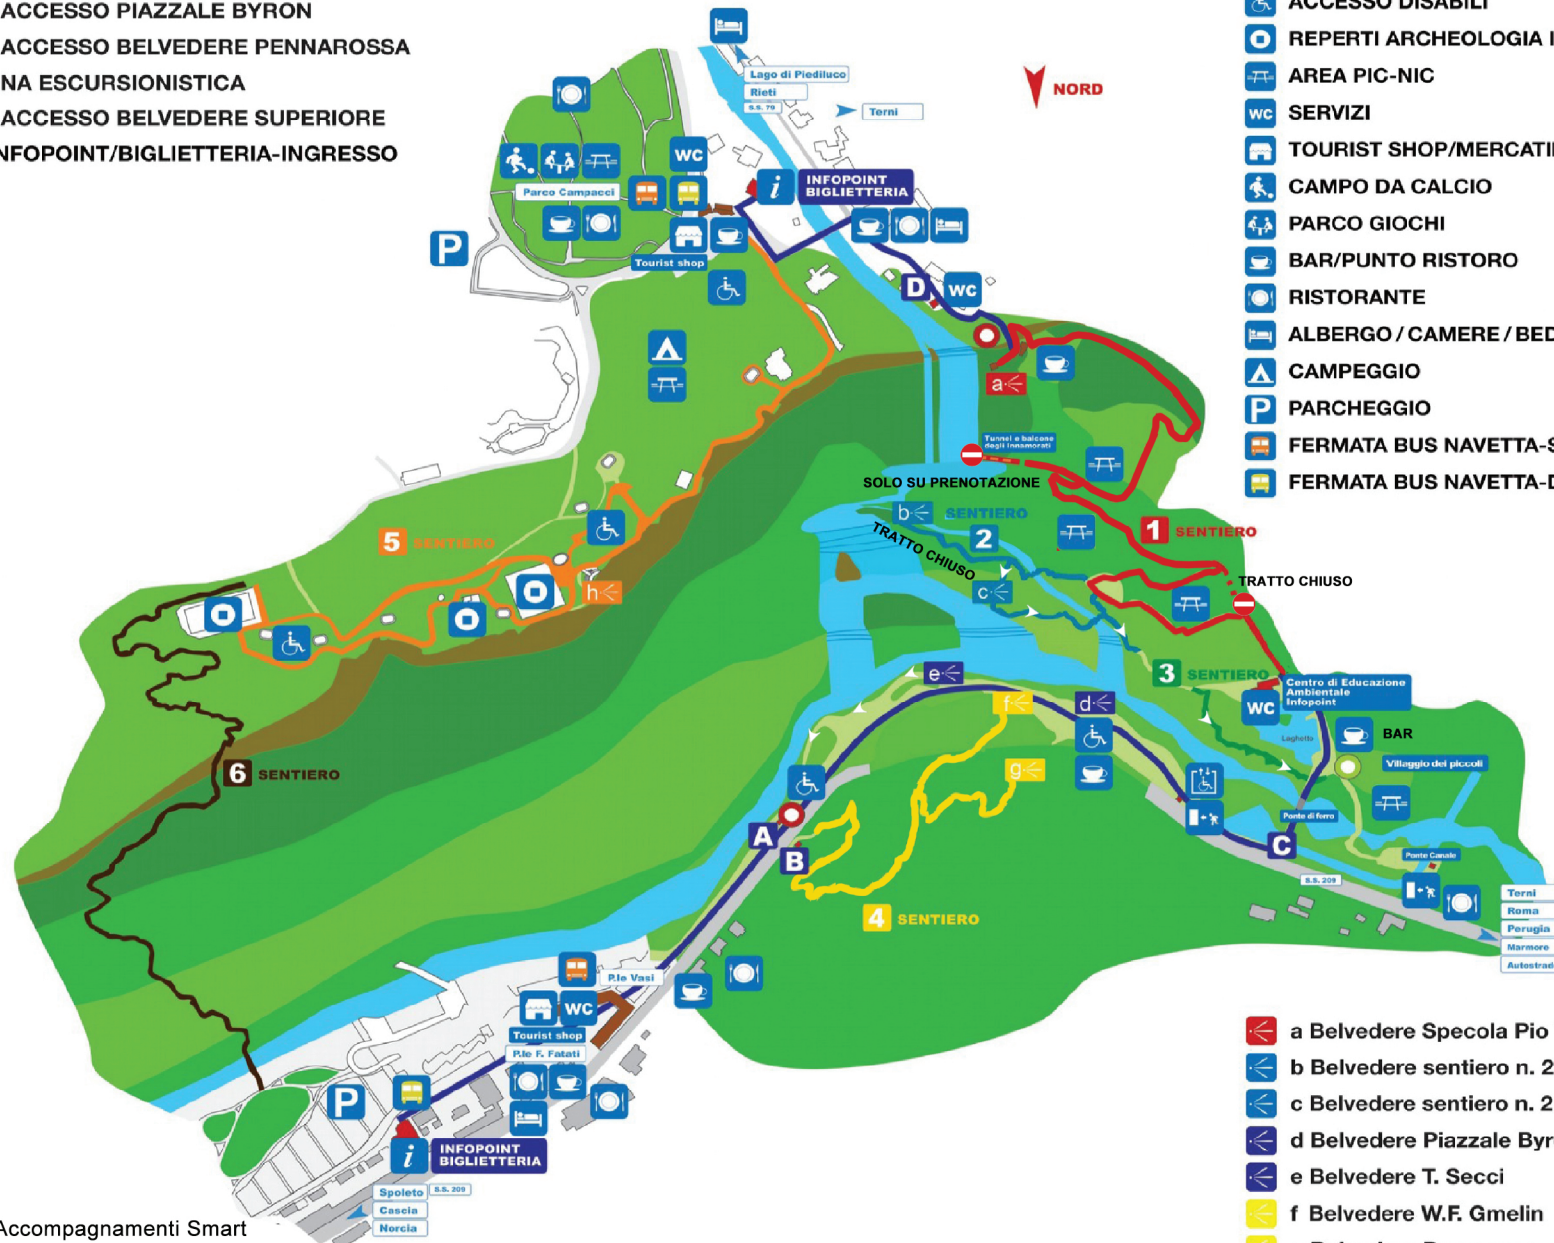 ACCESSO PIAZZALE BYRON
ACCESSO BELVEDERE PENNAROSSA
NA ESCURSIONISTICA
ACCESSO BELVEDERE SUPERIORE
NFOPOINT/BIGLIETTERIA-INGRESSO
ACCESSO DISABILI
REPERTI ARCHEOLOGIA I
AREA PIC-NIC
WC SERVIZI
TOURIST SHOP/MERCATI
CAMPO DA CALCIO
PARCO GIOCHI
BAR/PUNTO RISTORO
RISTORANTE
ALBERGO / CAMERE / BED
CAMPEGGIO
P PARCHEGGIO
FERMATA BUS NAVETTA-S
FERMATA BUS NAVETTA-D
NORD
Lago di Piediluco
Rieti
S.S. 79
Terni
WC
Parco Campacci
i INFOPOINT
BIGLIETTERIA
P
Tourist shop
D
WC
a
Tunnel e balcone
degli Innamorati
SOLO SU PRENOTAZIONE
b
SENTIERO
2
TRATTO CHIUSO
1 SENTIERO
5 SENTIERO
TRATTO CHIUSO
c
h
3 SENTIERO
e
d
f
Centro di Educazione
Ambientale
Infopoint
WC
Laghetto
BAR
6 SENTIERO
g
Villaggio dei piccoli
Ponte di ferro
A
B
C
Ponte Canale
S.S. 209
4 SENTIERO
Terni
Roma
Perugia
Marmore
Autostrad
P.le Vasi
WC
Tourist shop
P.le F. Fatati
P
i INFOPOINT
BIGLIETTERIA
Spoleto
S.S. 209
Cascia
Norcia
Accompagnamenti Smart
a Belvedere Specola Pio
b Belvedere sentiero n. 2
c Belvedere sentiero n. 2
d Belvedere Piazzale Byr
e Belvedere T. Secci
f Belvedere W.F. Gmelin